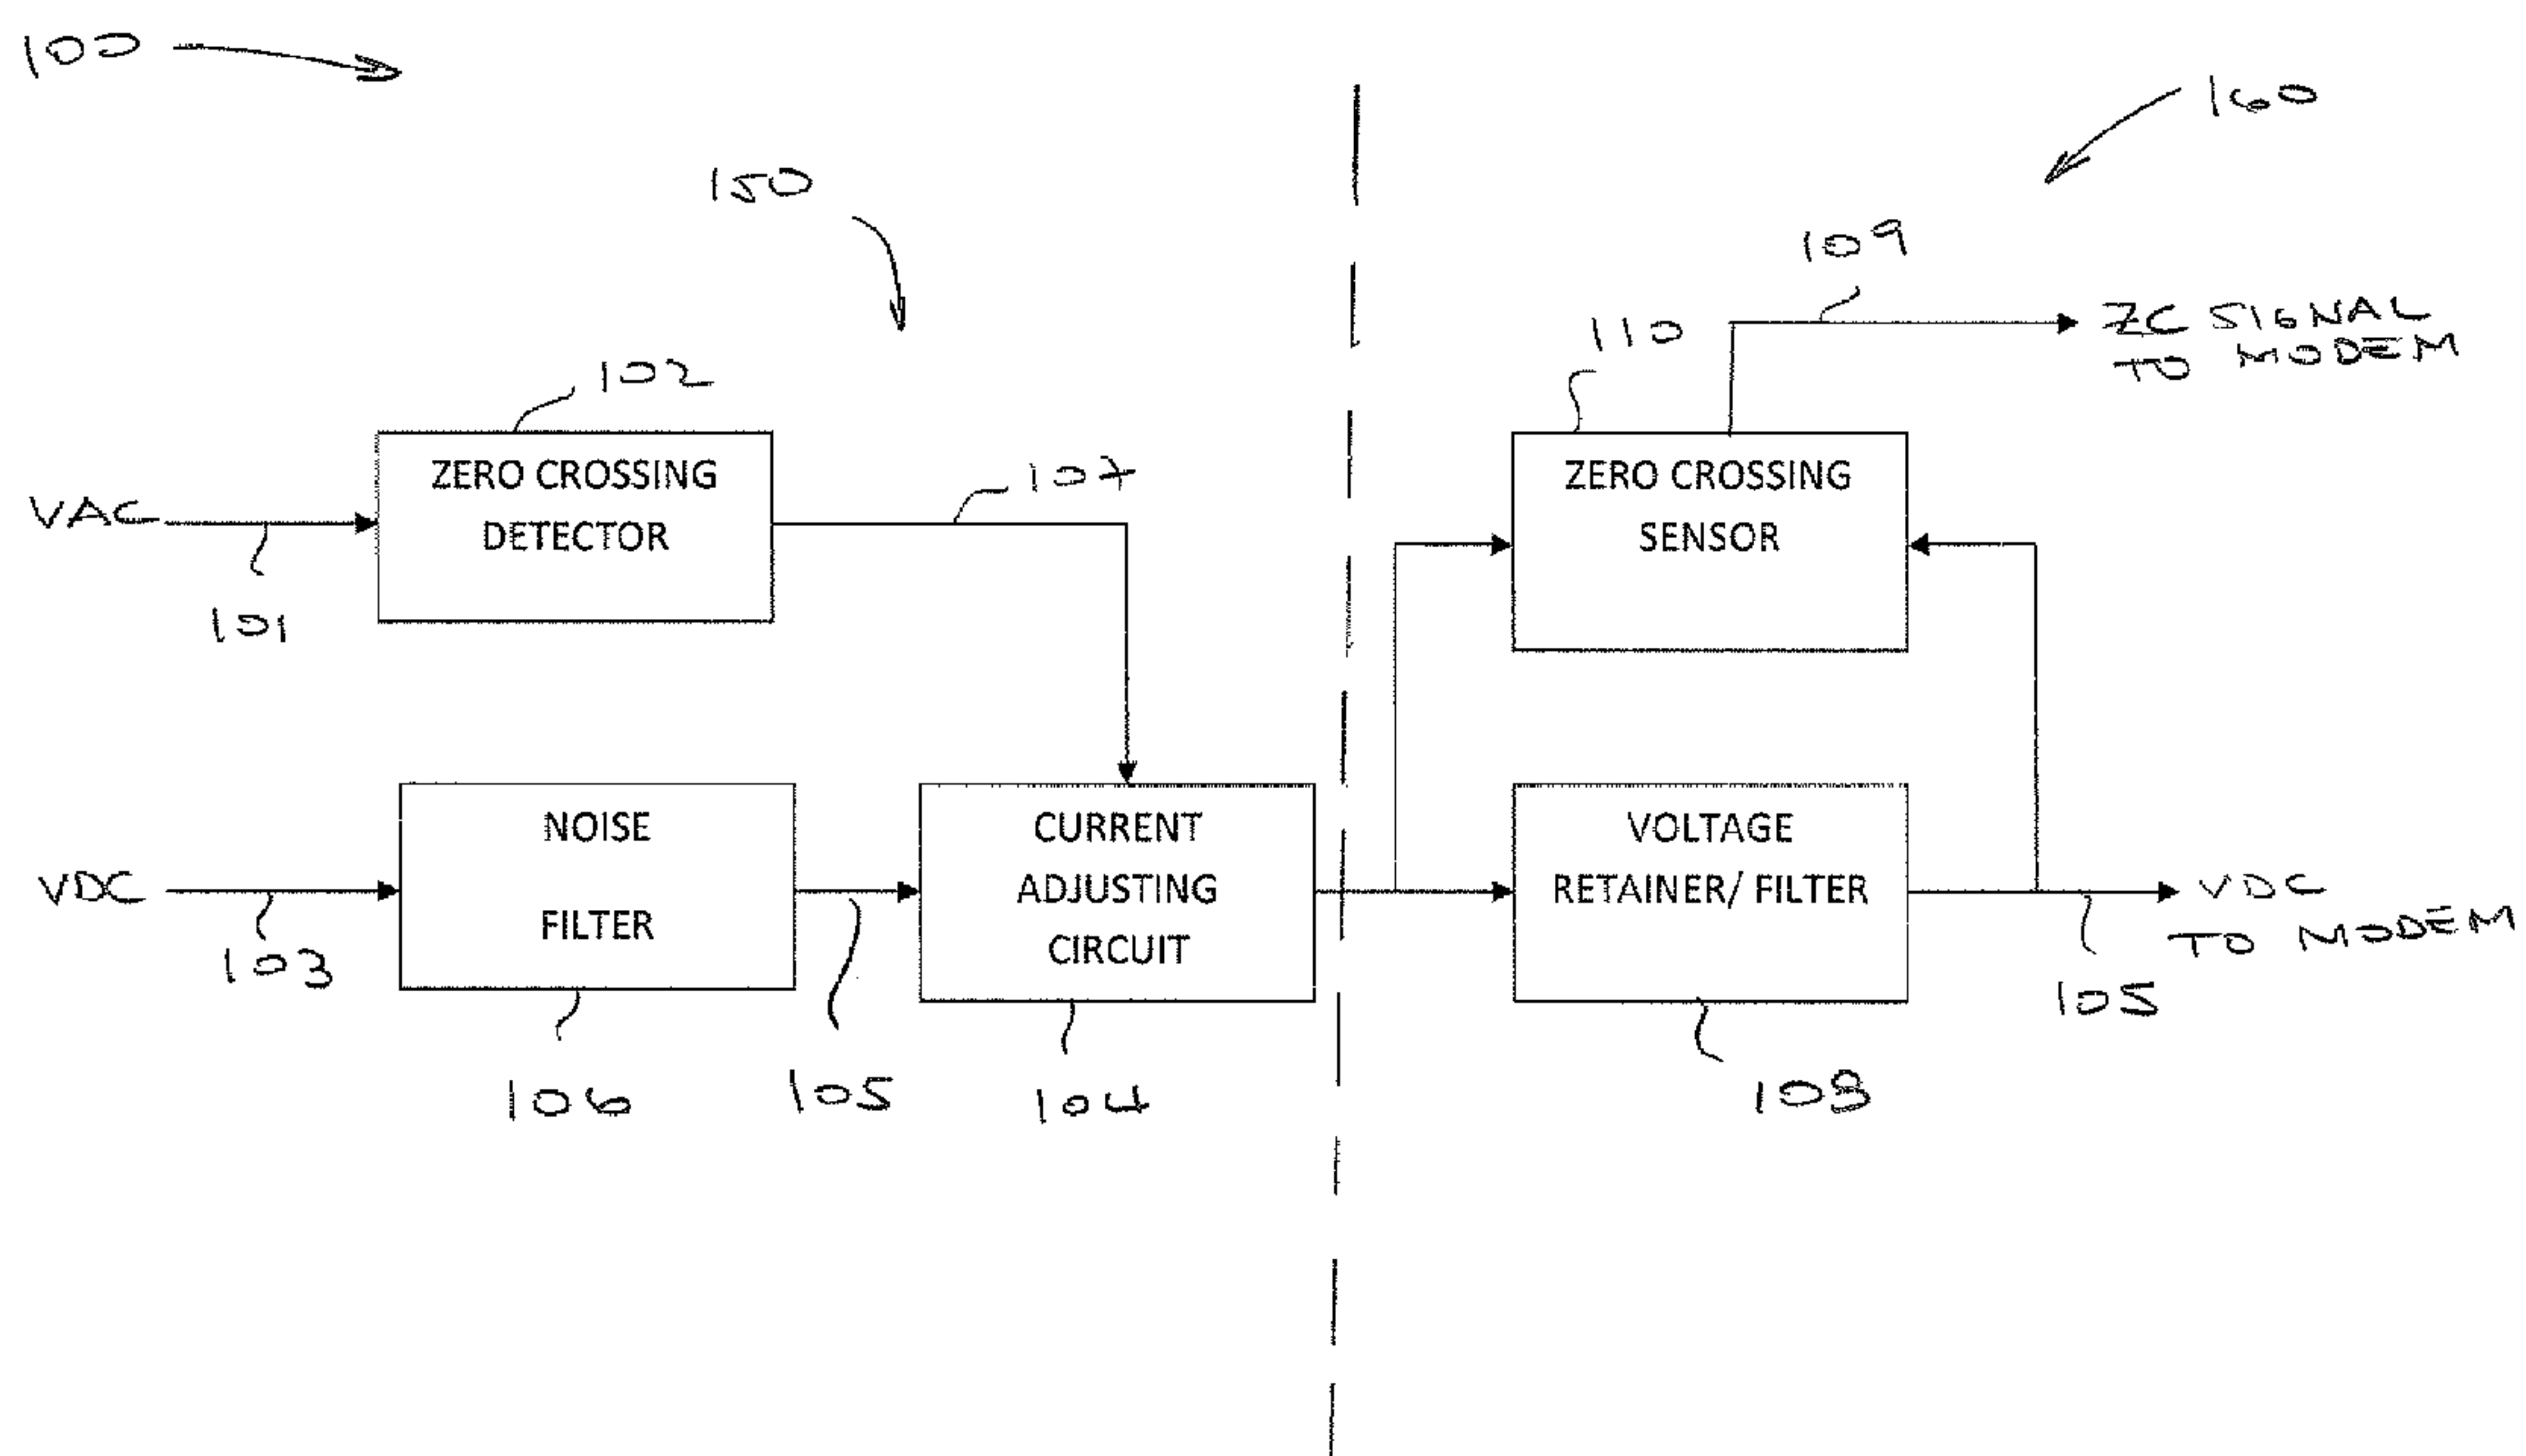 100
160
150
109
ZC SIGNAL
TO MODEM
110
102
ZERO CROSSING
DETECTOR
107
ZERO CROSSING
SENSOR
VAC
101
NOISE
FILTER
CURRENT
ADJUSTING
CIRCUIT
VOLTAGE
RETAINER/ FILTER
VDC
103
VDC
TO MODEM
105
106
105
104
108